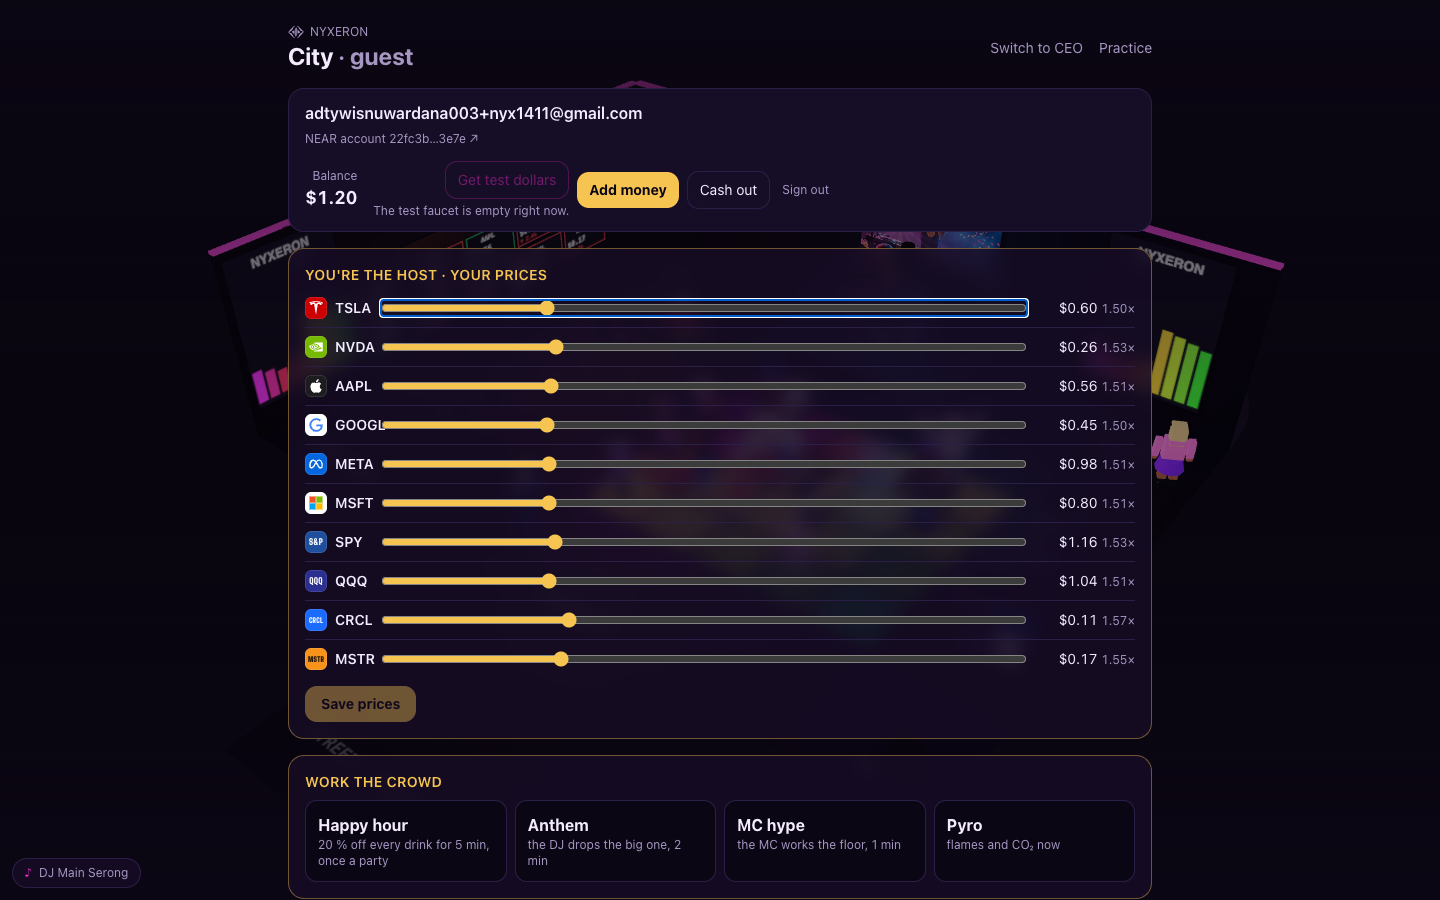 NYXERON
City · guest
Switch to CEO
Practice
adtywisnuwardana003+nyx1411@gmail.com
NEAR account 22fc3b…3e7e ↗
Balance
$1.20
Get test dollars
The test faucet is empty right now.
Add money
Cash out
Sign out
NYXERON
AAPL
NYXERON
YOU'RE THE HOST · YOUR PRICES
TSLA $0.60 1.50×
NVDA $0.26 1.53×
AAPL $0.56 1.51×
GOOGL $0.45 1.50×
META $0.98 1.51×
MSFT $0.80 1.51×
S&P SPY $1.16 1.53×
QQQ QQQ $1.04 1.51×
CRCL CRCL $0.11 1.57×
MSTR MSTR $0.17 1.55×
Save prices
WORK THE CROWD
Happy hour
20 % off every drink for 5 min,
once a party
Anthem
the DJ drops the big one, 2
min
MC hype
the MC works the floor, 1 min
Pyro
flames and CO₂ now
♪ DJ Main Serong